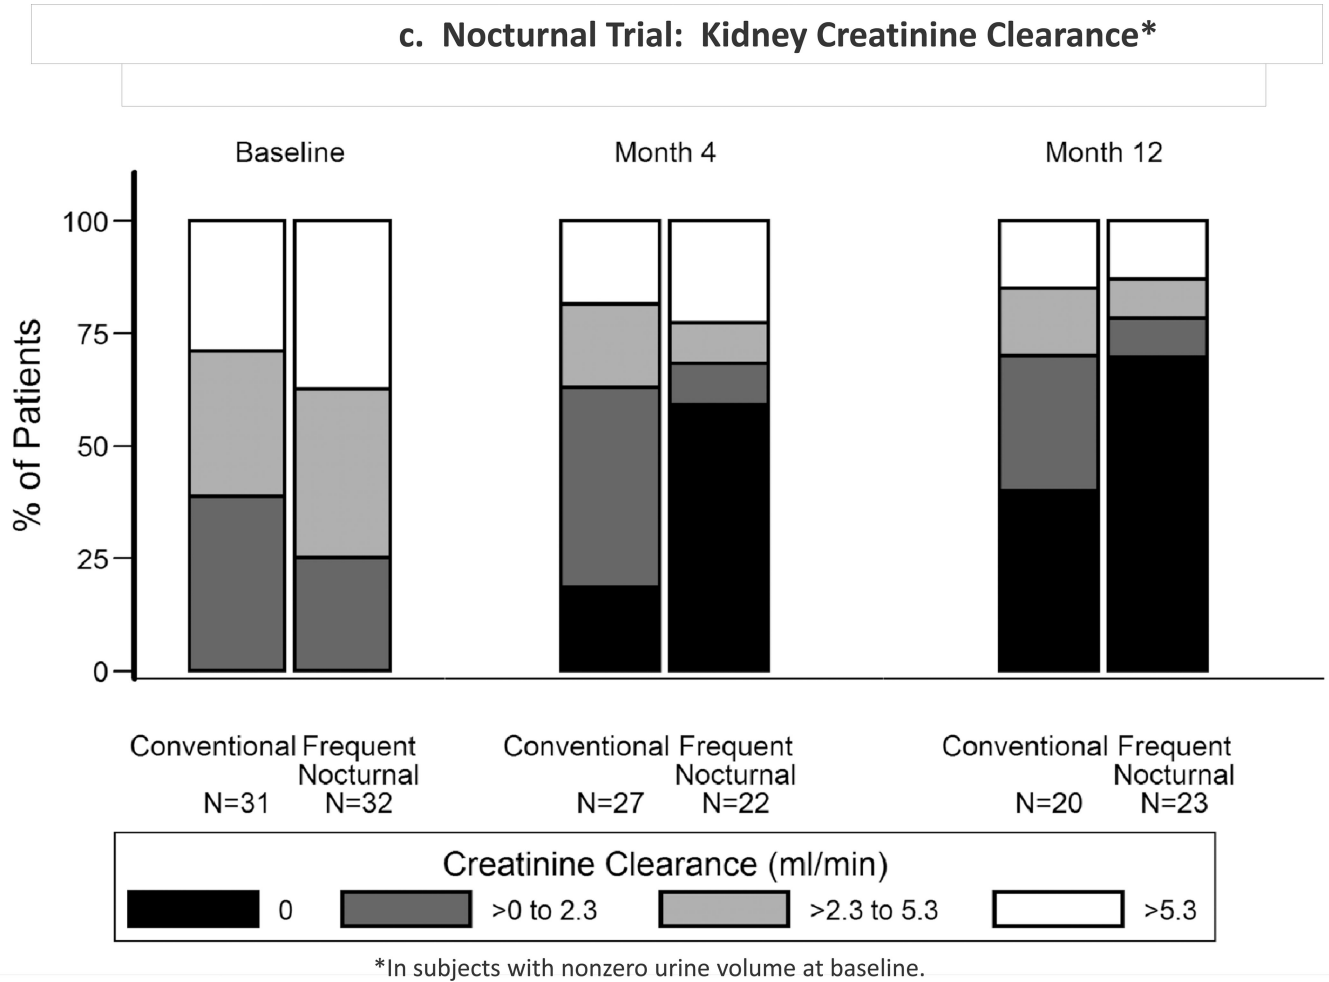 c. Nocturnal Trial: Kidney Creatinine Clearance*
Baseline Month 4 Month 12
% of Patients
100
75
50
25
0
Conventional Frequent Conventional Frequent Conventional Frequent
Nocturnal Nocturnal Nocturnal
N=31 N=32 N=27 N=22 N=20 N=23
Creatinine Clearance (ml/min)
0 >0 to 2.3 >2.3 to 5.3 >5.3
*In subjects with nonzero urine volume at baseline.